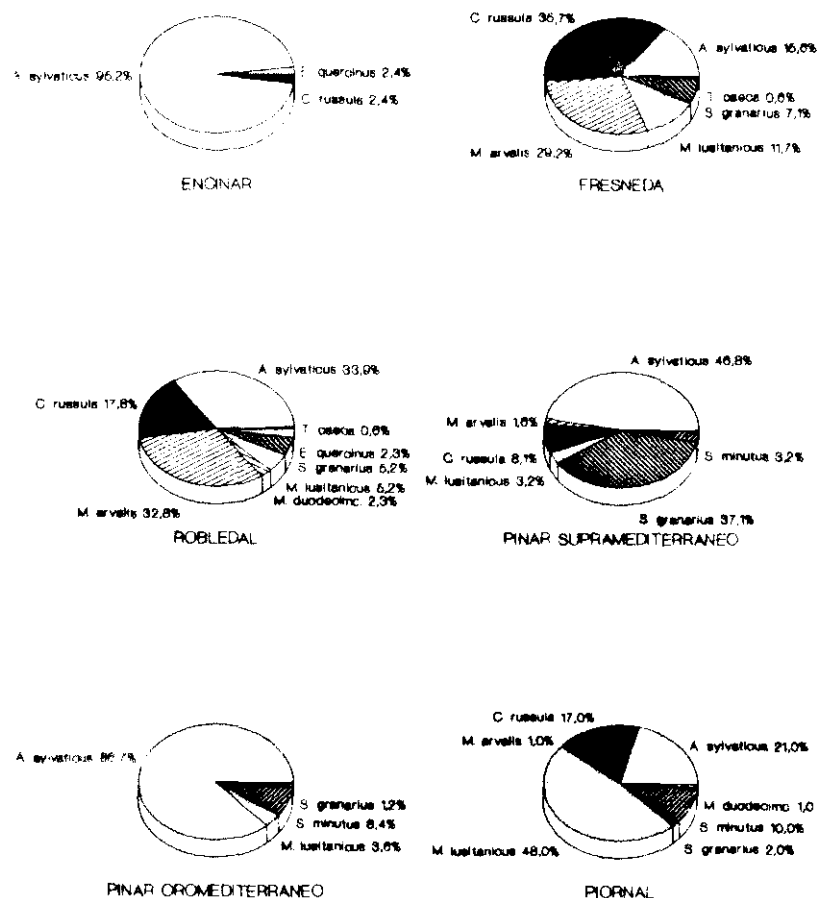 A sylvaticus 95,2%
E quercinus 2,4%
C russula 2,4%
ENCINAR
C russula 35,7%
A sylvaticus 15,6%
T caeca 0,6%
S granarius 7,1%
M lusitanicus 11,7%
M. arvalis 29,2%
FRESNEDA
A sylvaticus 33,9%
C russula 17,8%
T caeca 0,6%
E quercinus 2,3%
S granarius 5,2%
M. lusitanicus 5,2%
M. duodecimc. 2,3%
M. arvalis 32,8%
ROBLEDAL
A sylvaticus 46,8%
M. arvalis 1,6%
C russula 8,1%
M lusitanicus 3,2%
S minutus 3,2%
S granarius 37,1%
PINAR SUPRAMEDITERRANEO
A sylvaticus 86,7%
S granarius 1,2%
S minutus 8,4%
M. lusitanicus 3,6%
PINAR OROMEDITERRANEO
C russula 17,0%
M. arvalis 1,0%
A sylvaticus 21,0%
M duodecimc 1,0
S minutus 10,0%
S granarius 2,0%
M lusitanicus 48,0%
PIORNAL